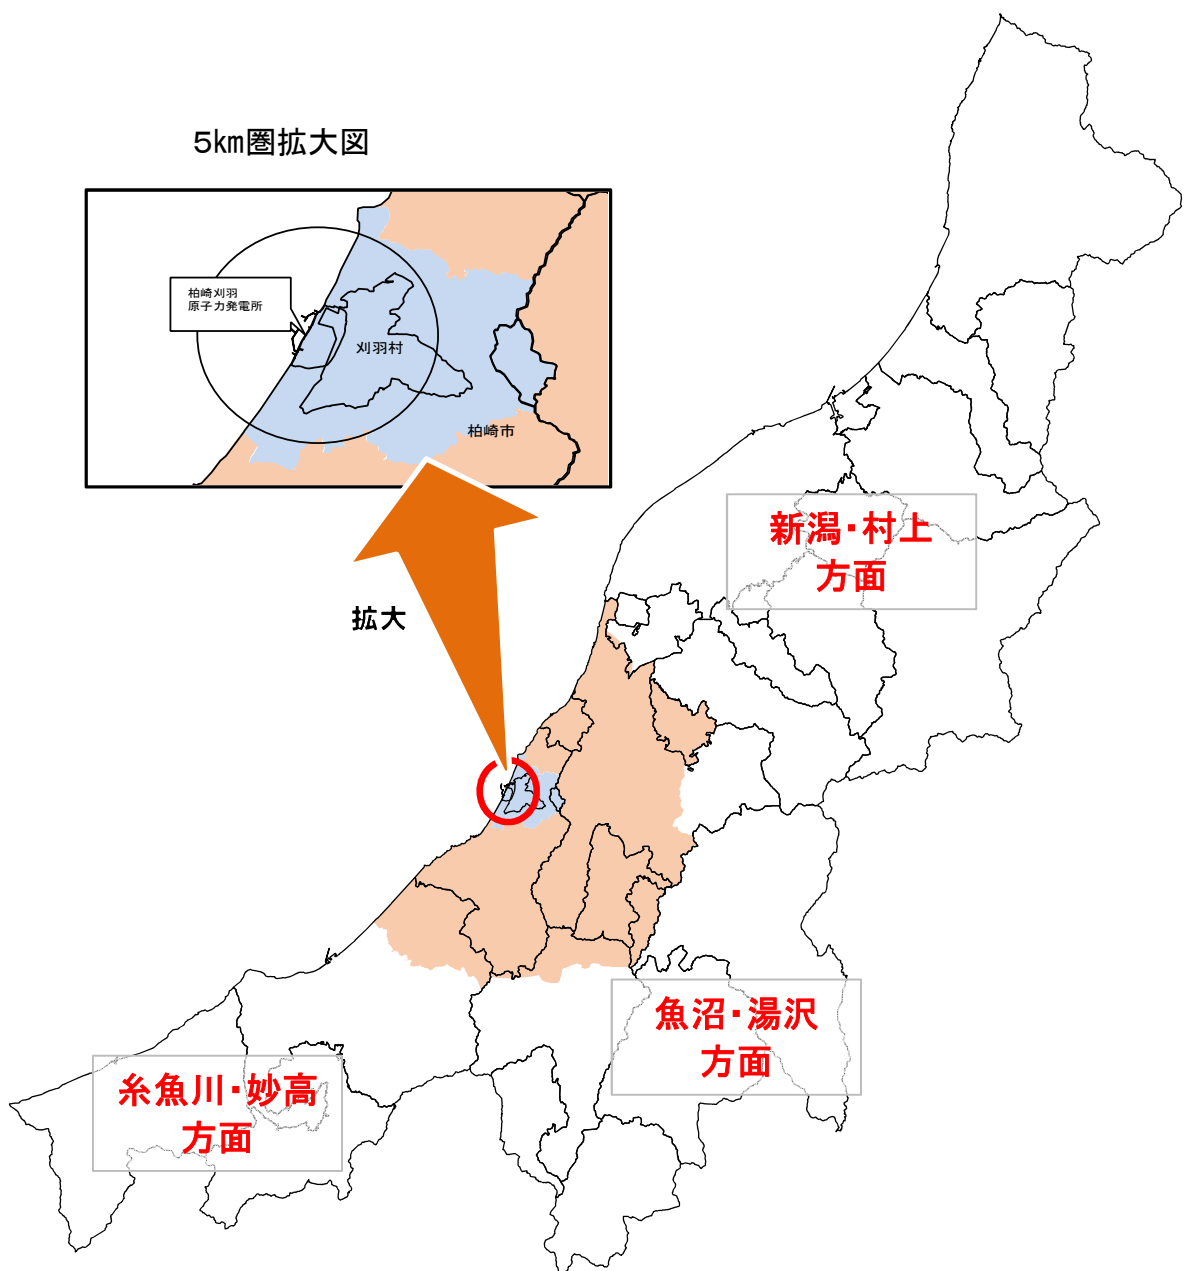 5km圏拡大図
柏崎刈羽
原子力発電所
刈羽村
柏崎市
拡大
新潟・村上
方面
魚沼・湯沢
方面
糸魚川・妙高
方面